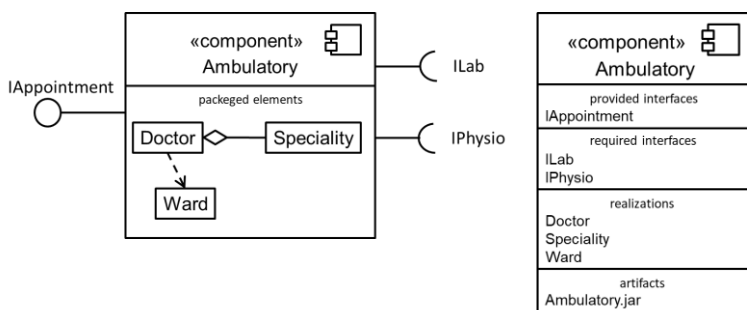 «component»
Ambulatory
IAppointment
packeged elements
Doctor
Speciality
Ward
ILab
IPhysio
«component»
Ambulatory
provided interfaces
IAppointment
required interfaces
ILab
IPhysio
realizations
Doctor
Speciality
Ward
artifacts
Ambulatory.jar